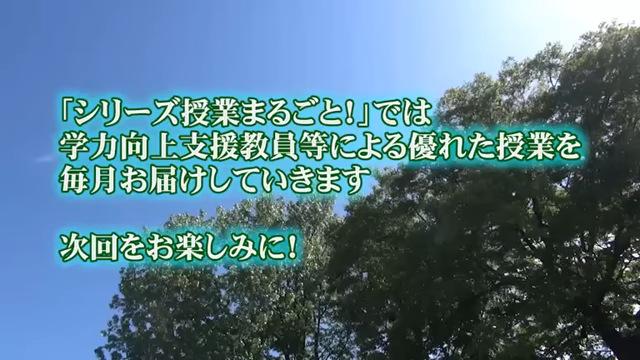 「シリーズ授業まるごと！」では
学力向上支援教員等による優れた授業を
毎月お届けしていきます
次回をお楽しみに！